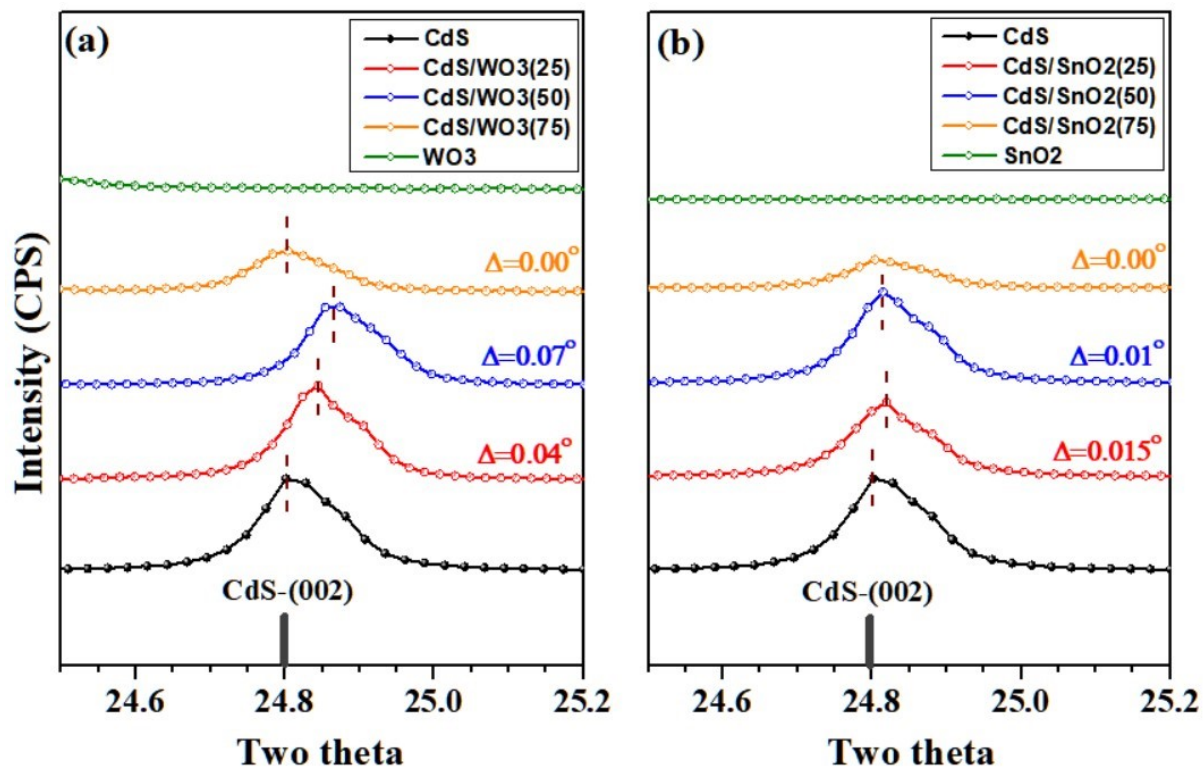 (a)
CdS
CdS/WO3(25)
CdS/WO3(50)
CdS/WO3(75)
WO3
Δ=0.00°
Δ=0.07°
Δ=0.04°
CdS-(002)
24.6 24.8 25.0 25.2
Two theta
Intensity (CPS)
(b)
CdS
CdS/SnO2(25)
CdS/SnO2(50)
CdS/SnO2(75)
SnO2
Δ=0.00°
Δ=0.01°
Δ=0.015°
CdS-(002)
24.6 24.8 25.0 25.2
Two theta